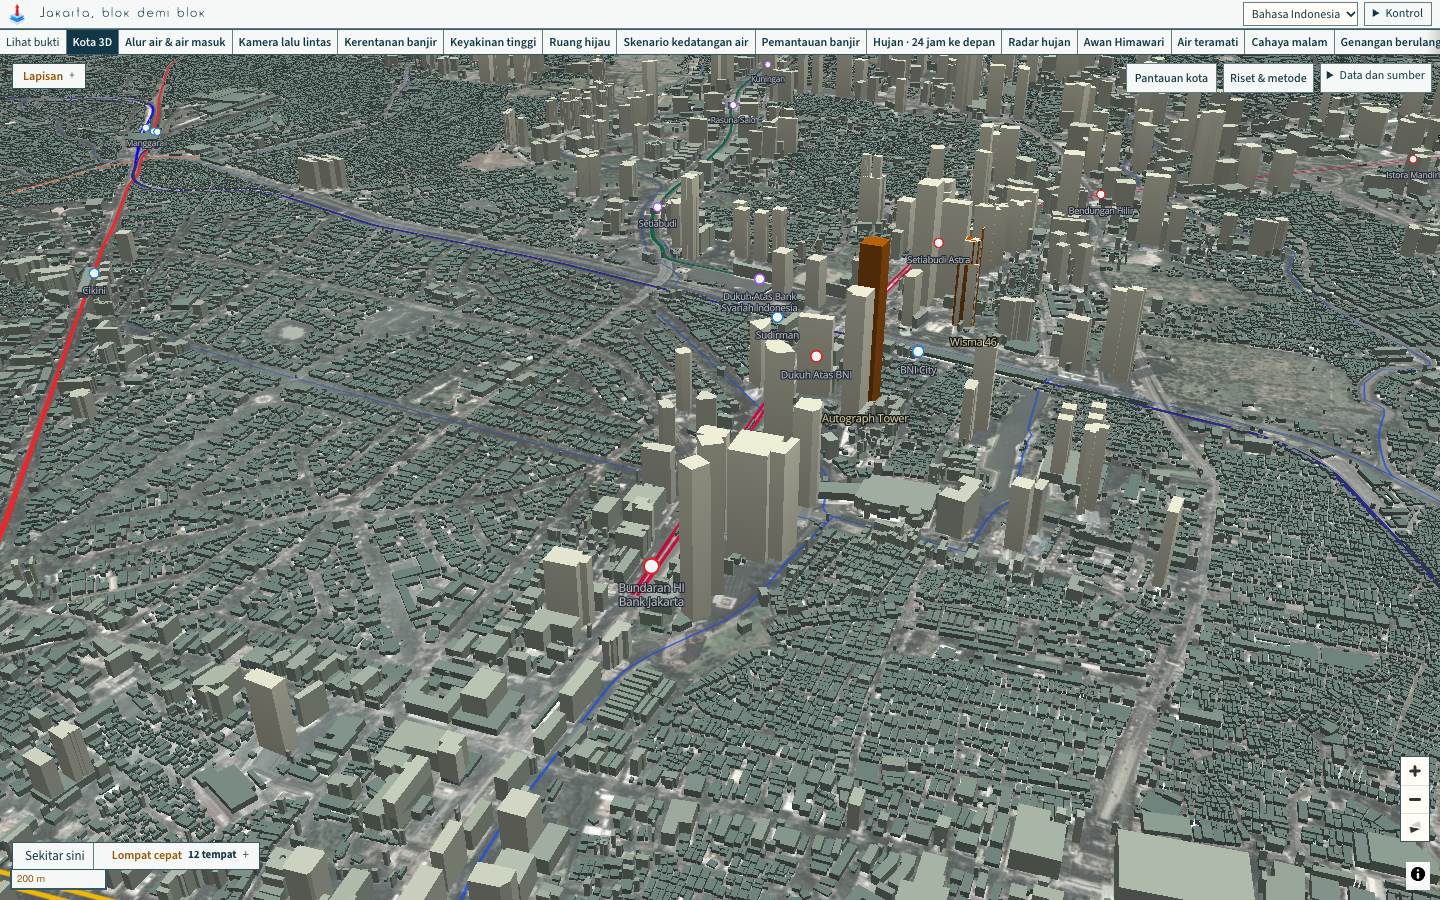 Jakarta, blok demi blok
Bahasa Indonesia
Kontrol
Lihat bukti
Kota 3D
Alur air & air masuk
Kamera lalu lintas
Kerentanan banjir
Keyakinan tinggi
Ruang hijau
Skenario kedatangan air
Pemantauan banjir
Hujan · 24 jam ke depan
Radar hujan
Awan Himawari
Air teramati
Cahaya malam
Genangan berulang
Lapisan +
Pantauan kota
Riset & metode
Data dan sumber
Kuningan
Rasuna Said
Manggarai
Istora Mandiri
Bendungan Hilir
Setiabudi
Setiabudi Astra
Cikini
Dukuh Atas Bank
Syariah Indonesia
Sudirman
Wisma 46
Dukuh Atas BNI
BNI City
Autograph Tower
Bundaran HI
Bank Jakarta
Sekitar sini
Lompat cepat 12 tempat +
200 m